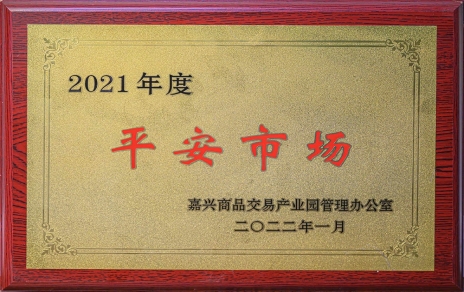 2021年度
平安市场
嘉兴商品交易产业园管理办公室
二〇二二年一月